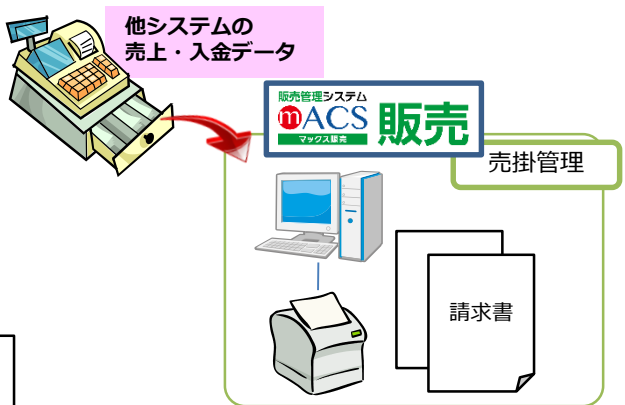 他システムの
売上・入金データ
販売管理システム
mACS
マックス販売
販売
売掛管理
請求書